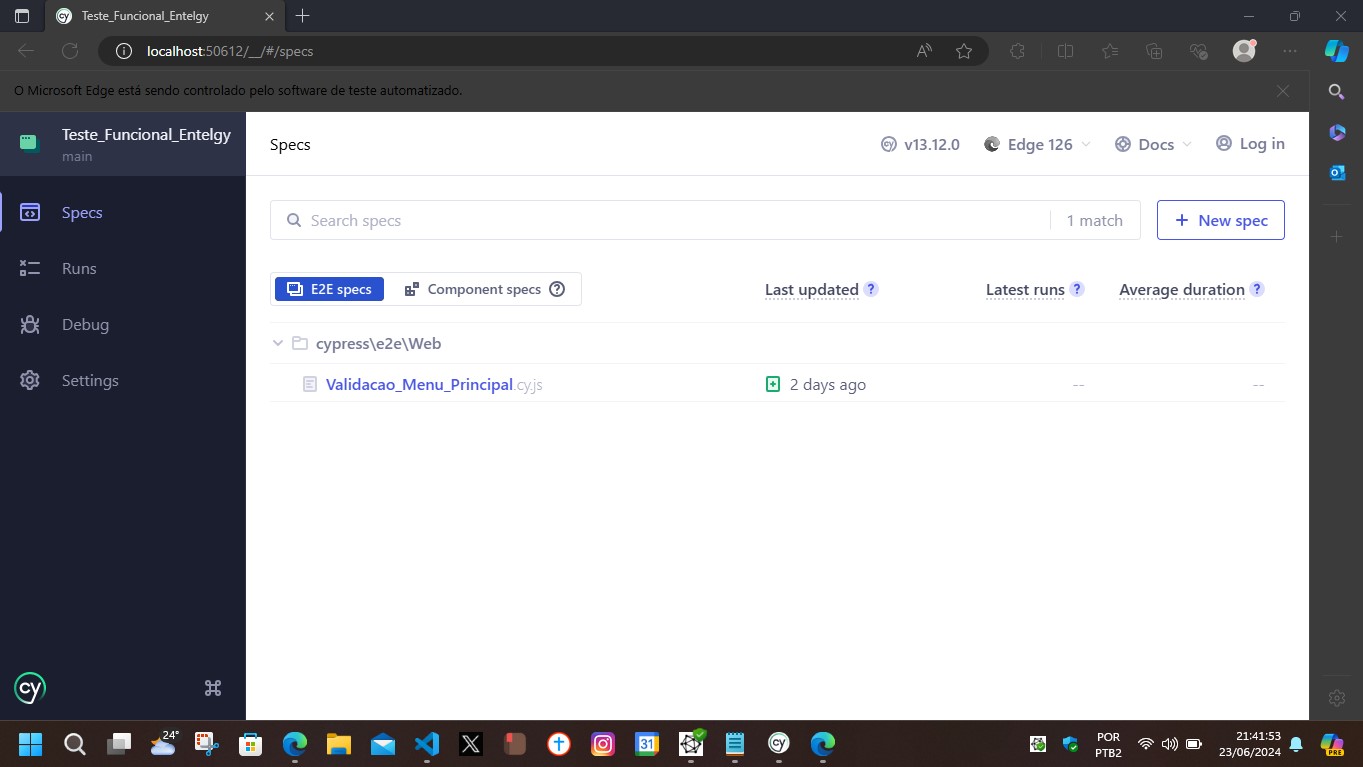 Teste_Funcional_Entelgy
localhost:50612/__/#/specs
O Microsoft Edge está sendo controlado pelo software de teste automatizado.
Teste_Funcional_Entelgy
main
Specs
Runs
Debug
Settings
cy
Specs
v13.12.0
Edge 126
Docs
Log in
Search specs
1 match
+ New spec
E2E specs
Component specs
Last updated
Latest runs
Average duration
cypress\e2e\Web
Validacao_Menu_Principal.cy.js
2 days ago
--
--
24°
31
cy
POR
PTB2
21:41:53
23/06/2024
PRE